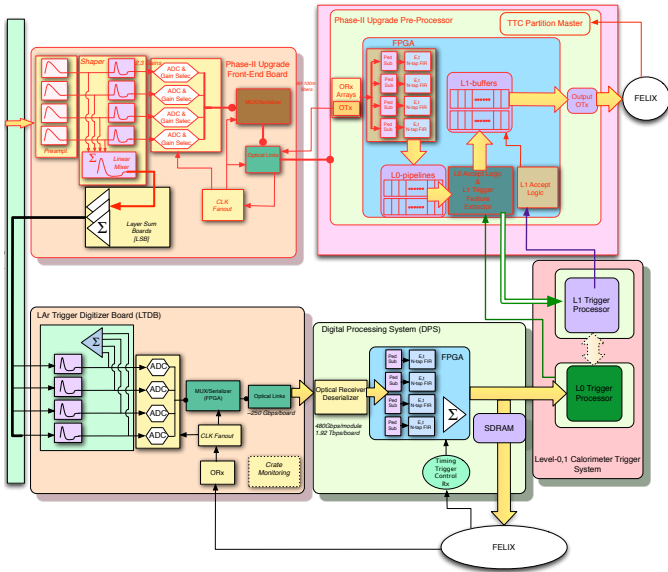 Phase-II Upgrade Pre-Processor
TTC Partition Master
FELIX
Shaper
2,3 gains
ADC &
Gain Selec.
ADC &
Gain Selec.
ADC &
Gain Selec.
ADC &
Gain Selec.
Phase-II Upgrade
Front-End Board
MUX/Serializer
Optical Links
CLK
Fanout
Preampl.
Σ
Linear
Mixer
Σ
Layer Sum
Boards
[LSB]
fibers
ORx
Arrays
OTx
FPGA
Ped
Sub
E,t
N-tap FIR
Ped
Sub
E,t
N-tap FIR
Ped
Sub
E,t
N-tap FIR
Ped
Sub
E,t
N-tap FIR
L1-buffers
Output
OTx
L0-pipelines
L0 Accept Logic
&
L1 Trigger
Feature
Extractor
L1 Accept
Logic
LAr Trigger Digitizer Board (LTDB)
Σ
ADC
ADC
ADC
ADC
MUX/Serializer
(FPGA)
Optical Links
~250 Gbps/board
CLK Fanout
ORx
Crate
Monitoring
Digital Processing System (DPS)
Optical Receiver
Deserializer
480Gbps/module
1.92 Tbps/board
FPGA
Ped
Sub
E,t
N-tap FIR
Ped
Sub
E,t
N-tap FIR
Ped
Sub
E,t
N-tap FIR
Ped
Sub
E,t
N-tap FIR
Σ
Timing
Trigger
Control
Rx
SDRAM
FELIX
L1 Trigger
Processor
L0 Trigger
Processor
Level-0,1 Calorimeter Trigger
System